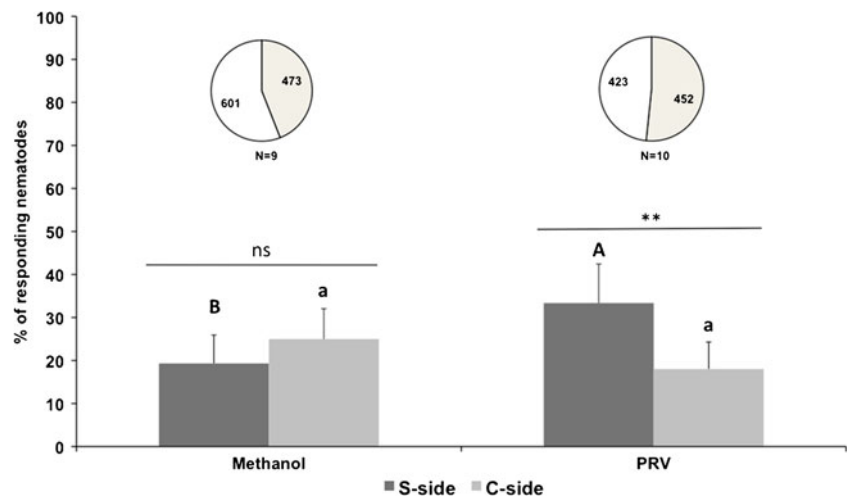 100
90
80
70
60
50
40
30
20
10
0
% of responding nematodes
601 473
N=9
423 452
N=10
ns
B a
**
A
a
Methanol PRV
S-side C-side